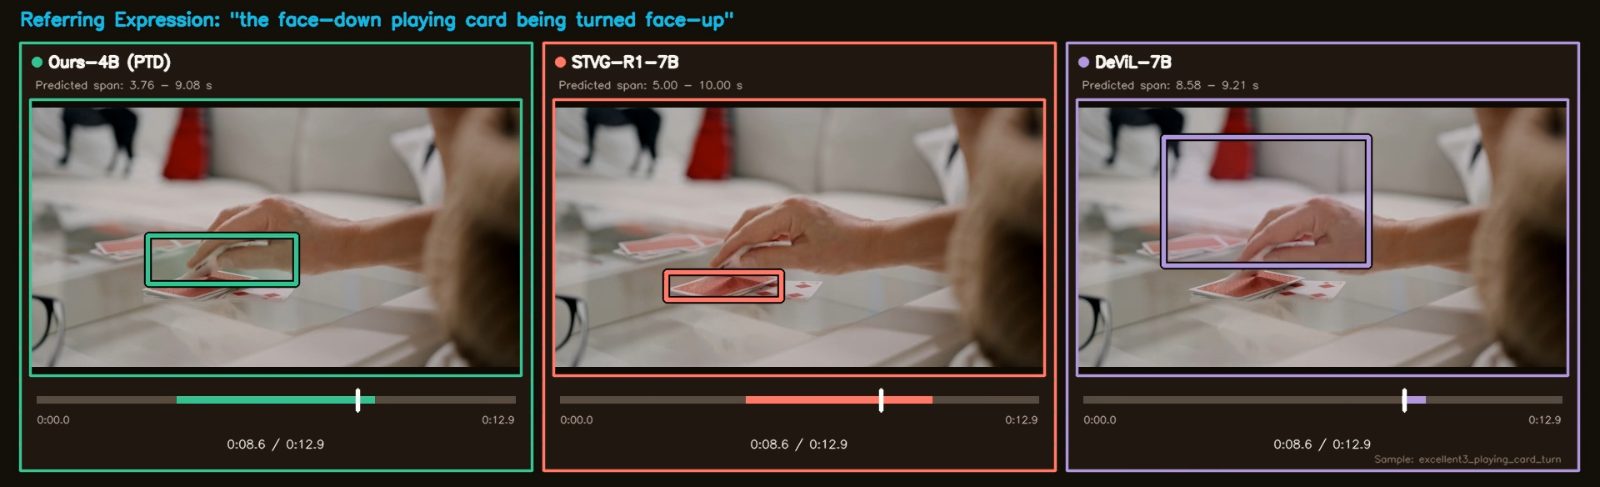 Referring Expression: "the face-down playing card being turned face-up"
Ours-4B (PTD)
Predicted span: 3.76 - 9.08 s
0:00.0
0:12.9
0:08.6 / 0:12.9
STVG-R1-7B
Predicted span: 5.00 - 10.00 s
0:00.0
0:12.9
0:08.6 / 0:12.9
DeViL-7B
Predicted span: 8.58 - 9.21 s
0:00.0
0:12.9
0:08.6 / 0:12.9
Sample: excellent3_playing_card_turn